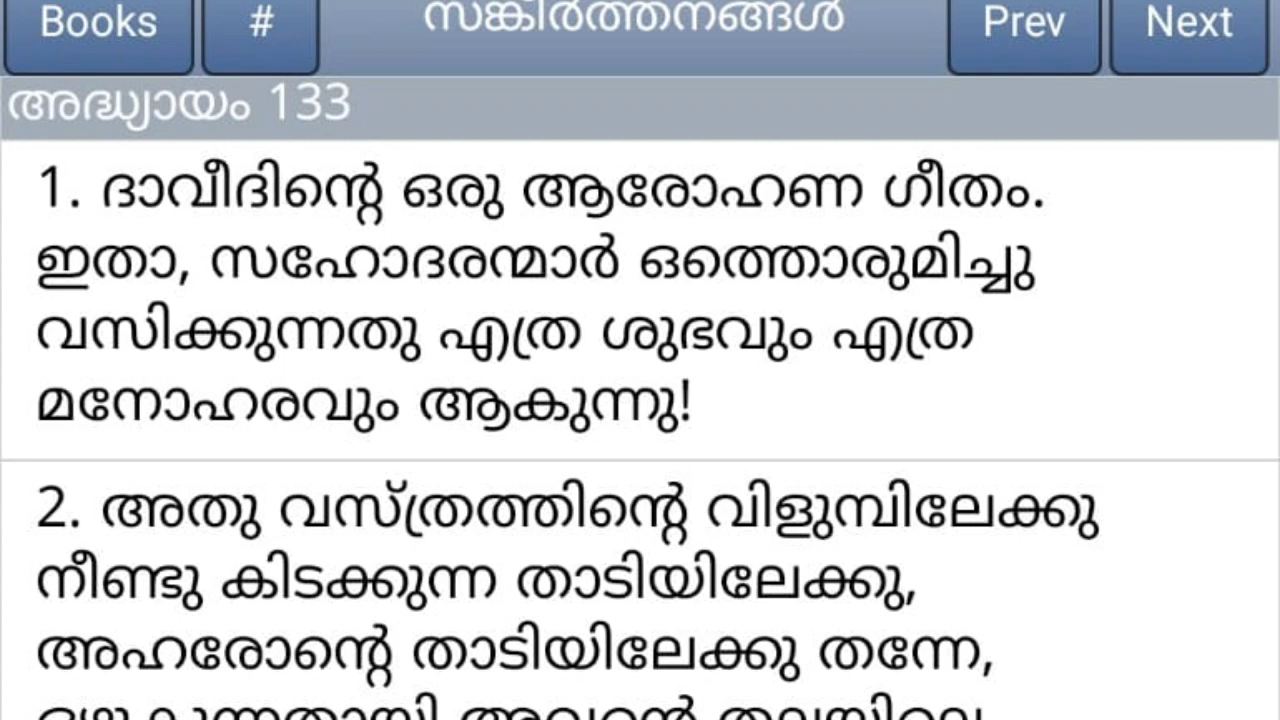 Books # സങ്കീർത്തനങ്ങൾ Prev Next
അദ്ധ്യായം 133
1. ദാവീദിന്റെ ഒരു ആരോഹണ ഗീതം.
ഇതാ, സഹോദരന്മാർ ഒത്തൊരുമിച്ചു
വസിക്കുന്നതു എത്ര ശുഭവും എത്ര
മനോഹരവും ആകുന്നു!
2. അതു വസ്ത്രത്തിന്റെ വിളുമ്പിലേക്കു
നീണ്ടു കിടക്കുന്ന താടിയിലേക്കു,
അഹരോന്റെ താടിയിലേക്കു തന്നേ,